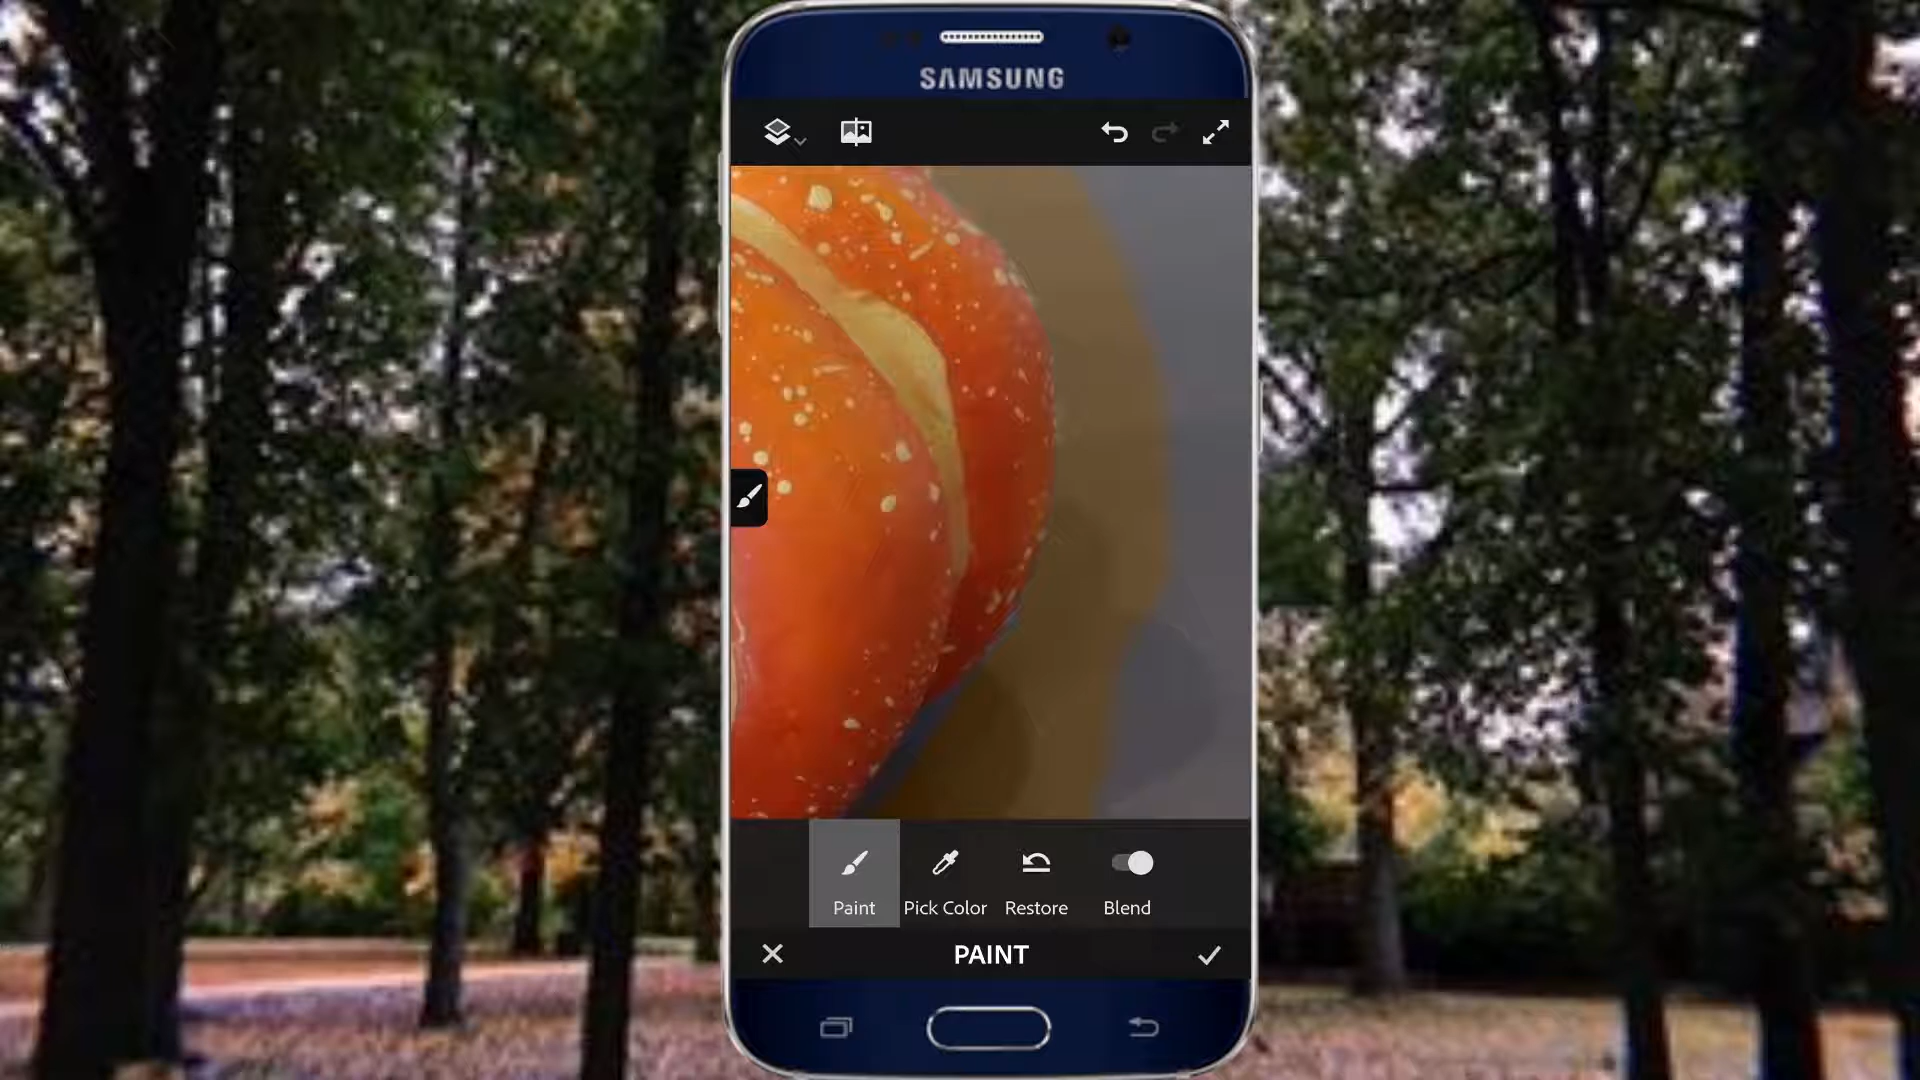 SAMSUNG
Paint
Pick Color
Restore
Blend
PAINT